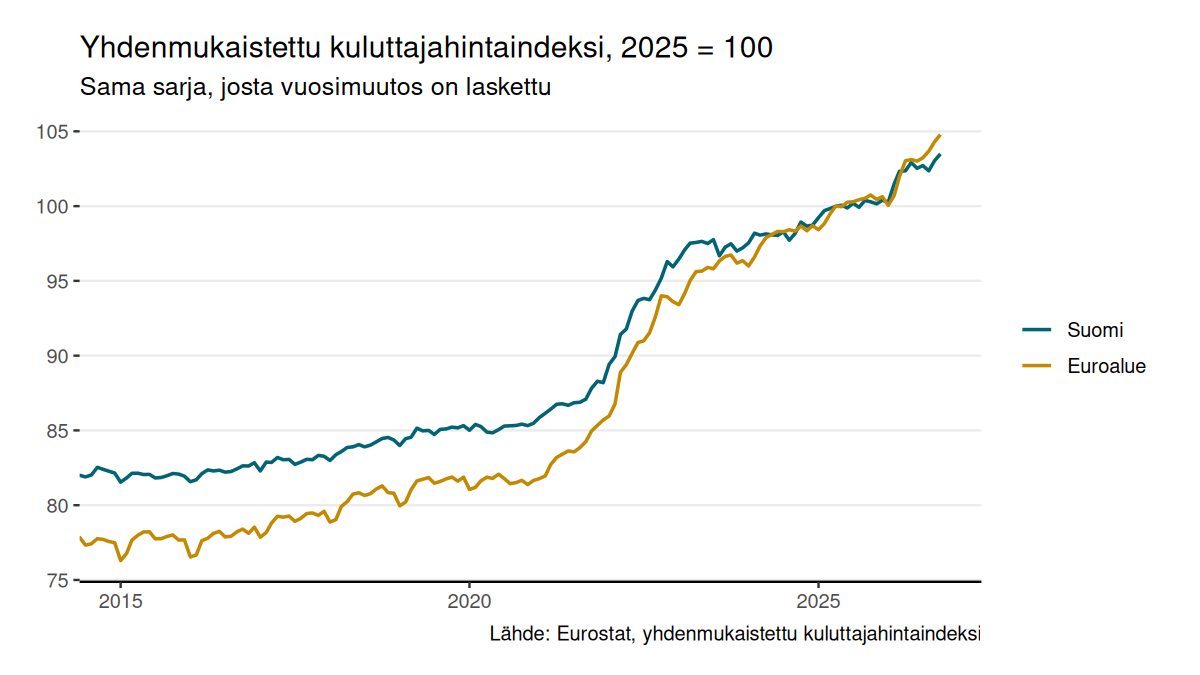 Yhdenmukaistettu kuluttajahintaindeksi, 2025 = 100
Sama sarja, josta vuosimuutos on laskettu
105
100
95
90
85
80
75
2015
2020
2025
Suomi
Euroalue
Lähde: Eurostat, yhdenmukaistettu kuluttajahintaindeksi